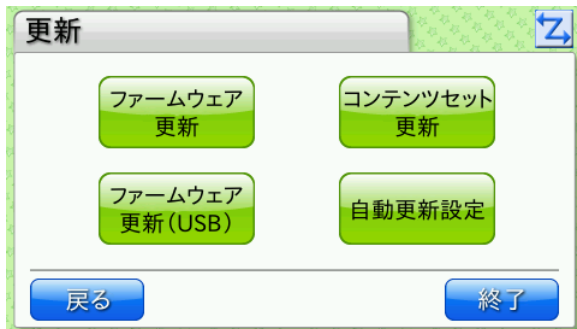 更新
ファームウェア
更新
コンテンツセット
更新
ファームウェア
更新(USB)
自動更新設定
戻る
終了